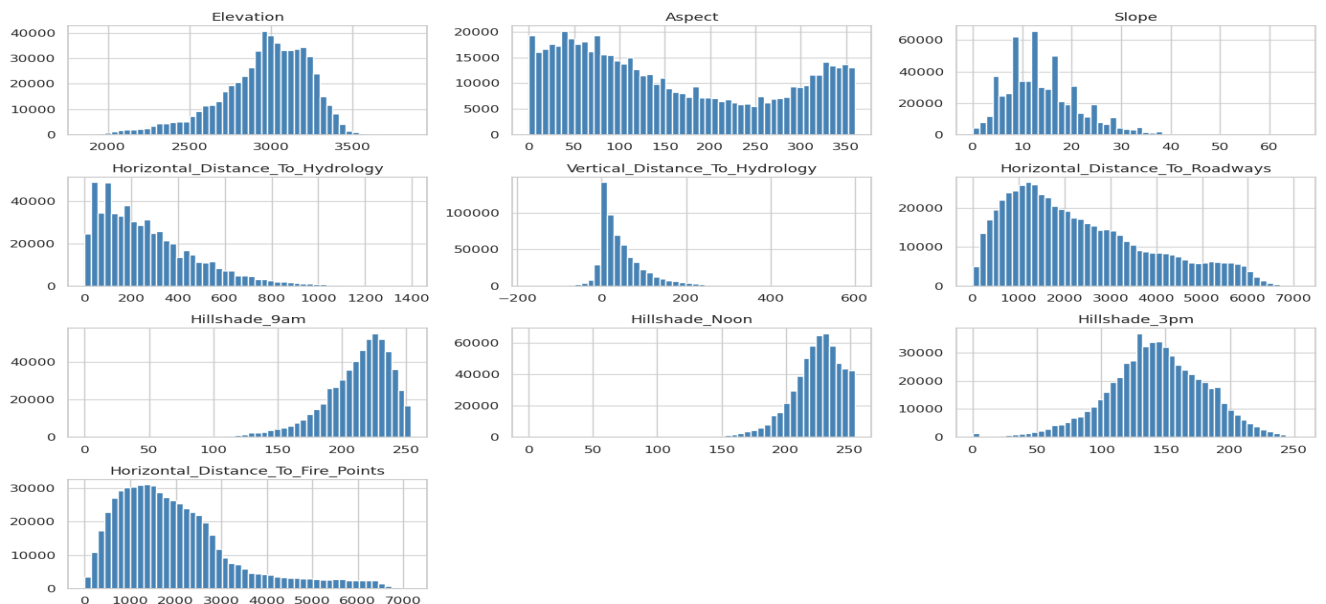 Elevation
40000
30000
20000
10000
0
2000 2500 3000 3500
Aspect
20000
15000
10000
5000
0
0 50 100 150 200 250 300 350
Slope
60000
40000
20000
0
0 10 20 30 40 50 60
Horizontal_Distance_To_Hydrology
40000
20000
0
0 200 400 600 800 1000 1200 1400
Vertical_Distance_To_Hydrology
100000
50000
0
−200 0 200 400 600
Horizontal_Distance_To_Roadways
20000
10000
0
0 1000 2000 3000 4000 5000 6000 7000
Hillshade_9am
40000
20000
0
0 50 100 150 200 250
Hillshade_Noon
60000
40000
20000
0
0 50 100 150 200 250
Hillshade_3pm
30000
20000
10000
0
0 50 100 150 200 250
Horizontal_Distance_To_Fire_Points
30000
20000
10000
0
0 1000 2000 3000 4000 5000 6000 7000